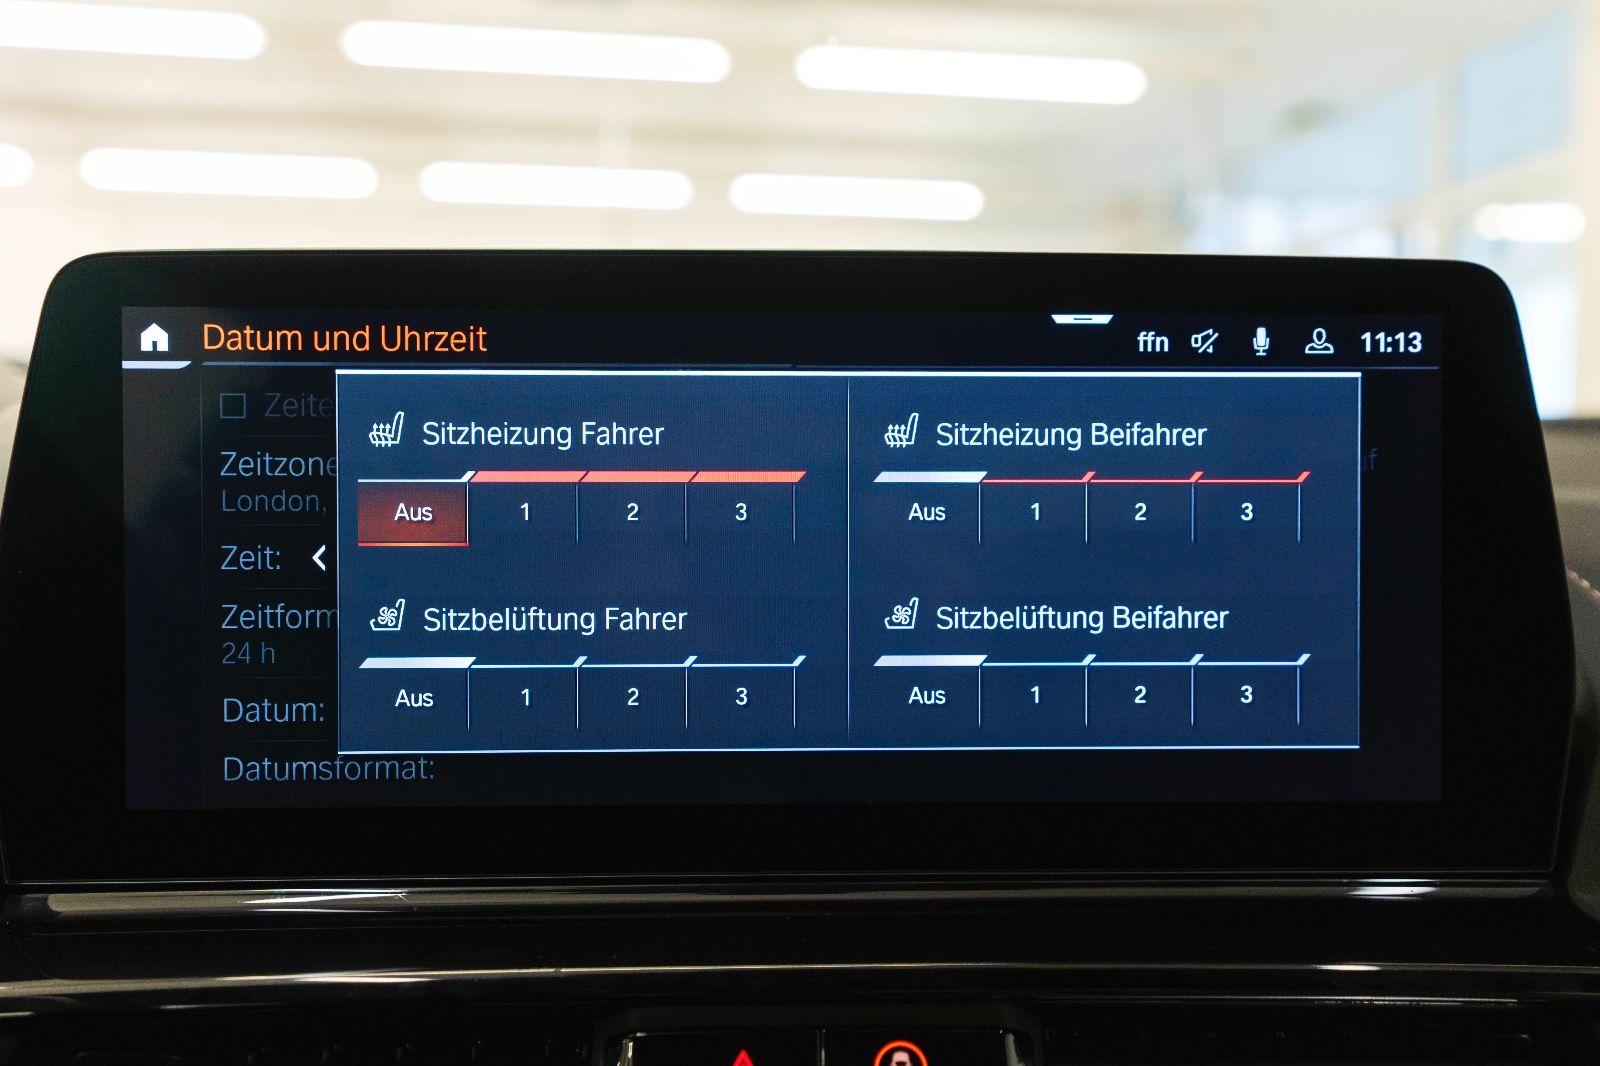 Datum und Uhrzeit
ffn
11:13
Zeitzone
London,
Zeit:
24 h
Datum:
Datumsformat:
Sitzheizung Fahrer
Aus 1 2 3
Sitzheizung Beifahrer
Aus 1 2 3
Sitzbelüftung Fahrer
Aus 1 2 3
Sitzbelüftung Beifahrer
Aus 1 2 3